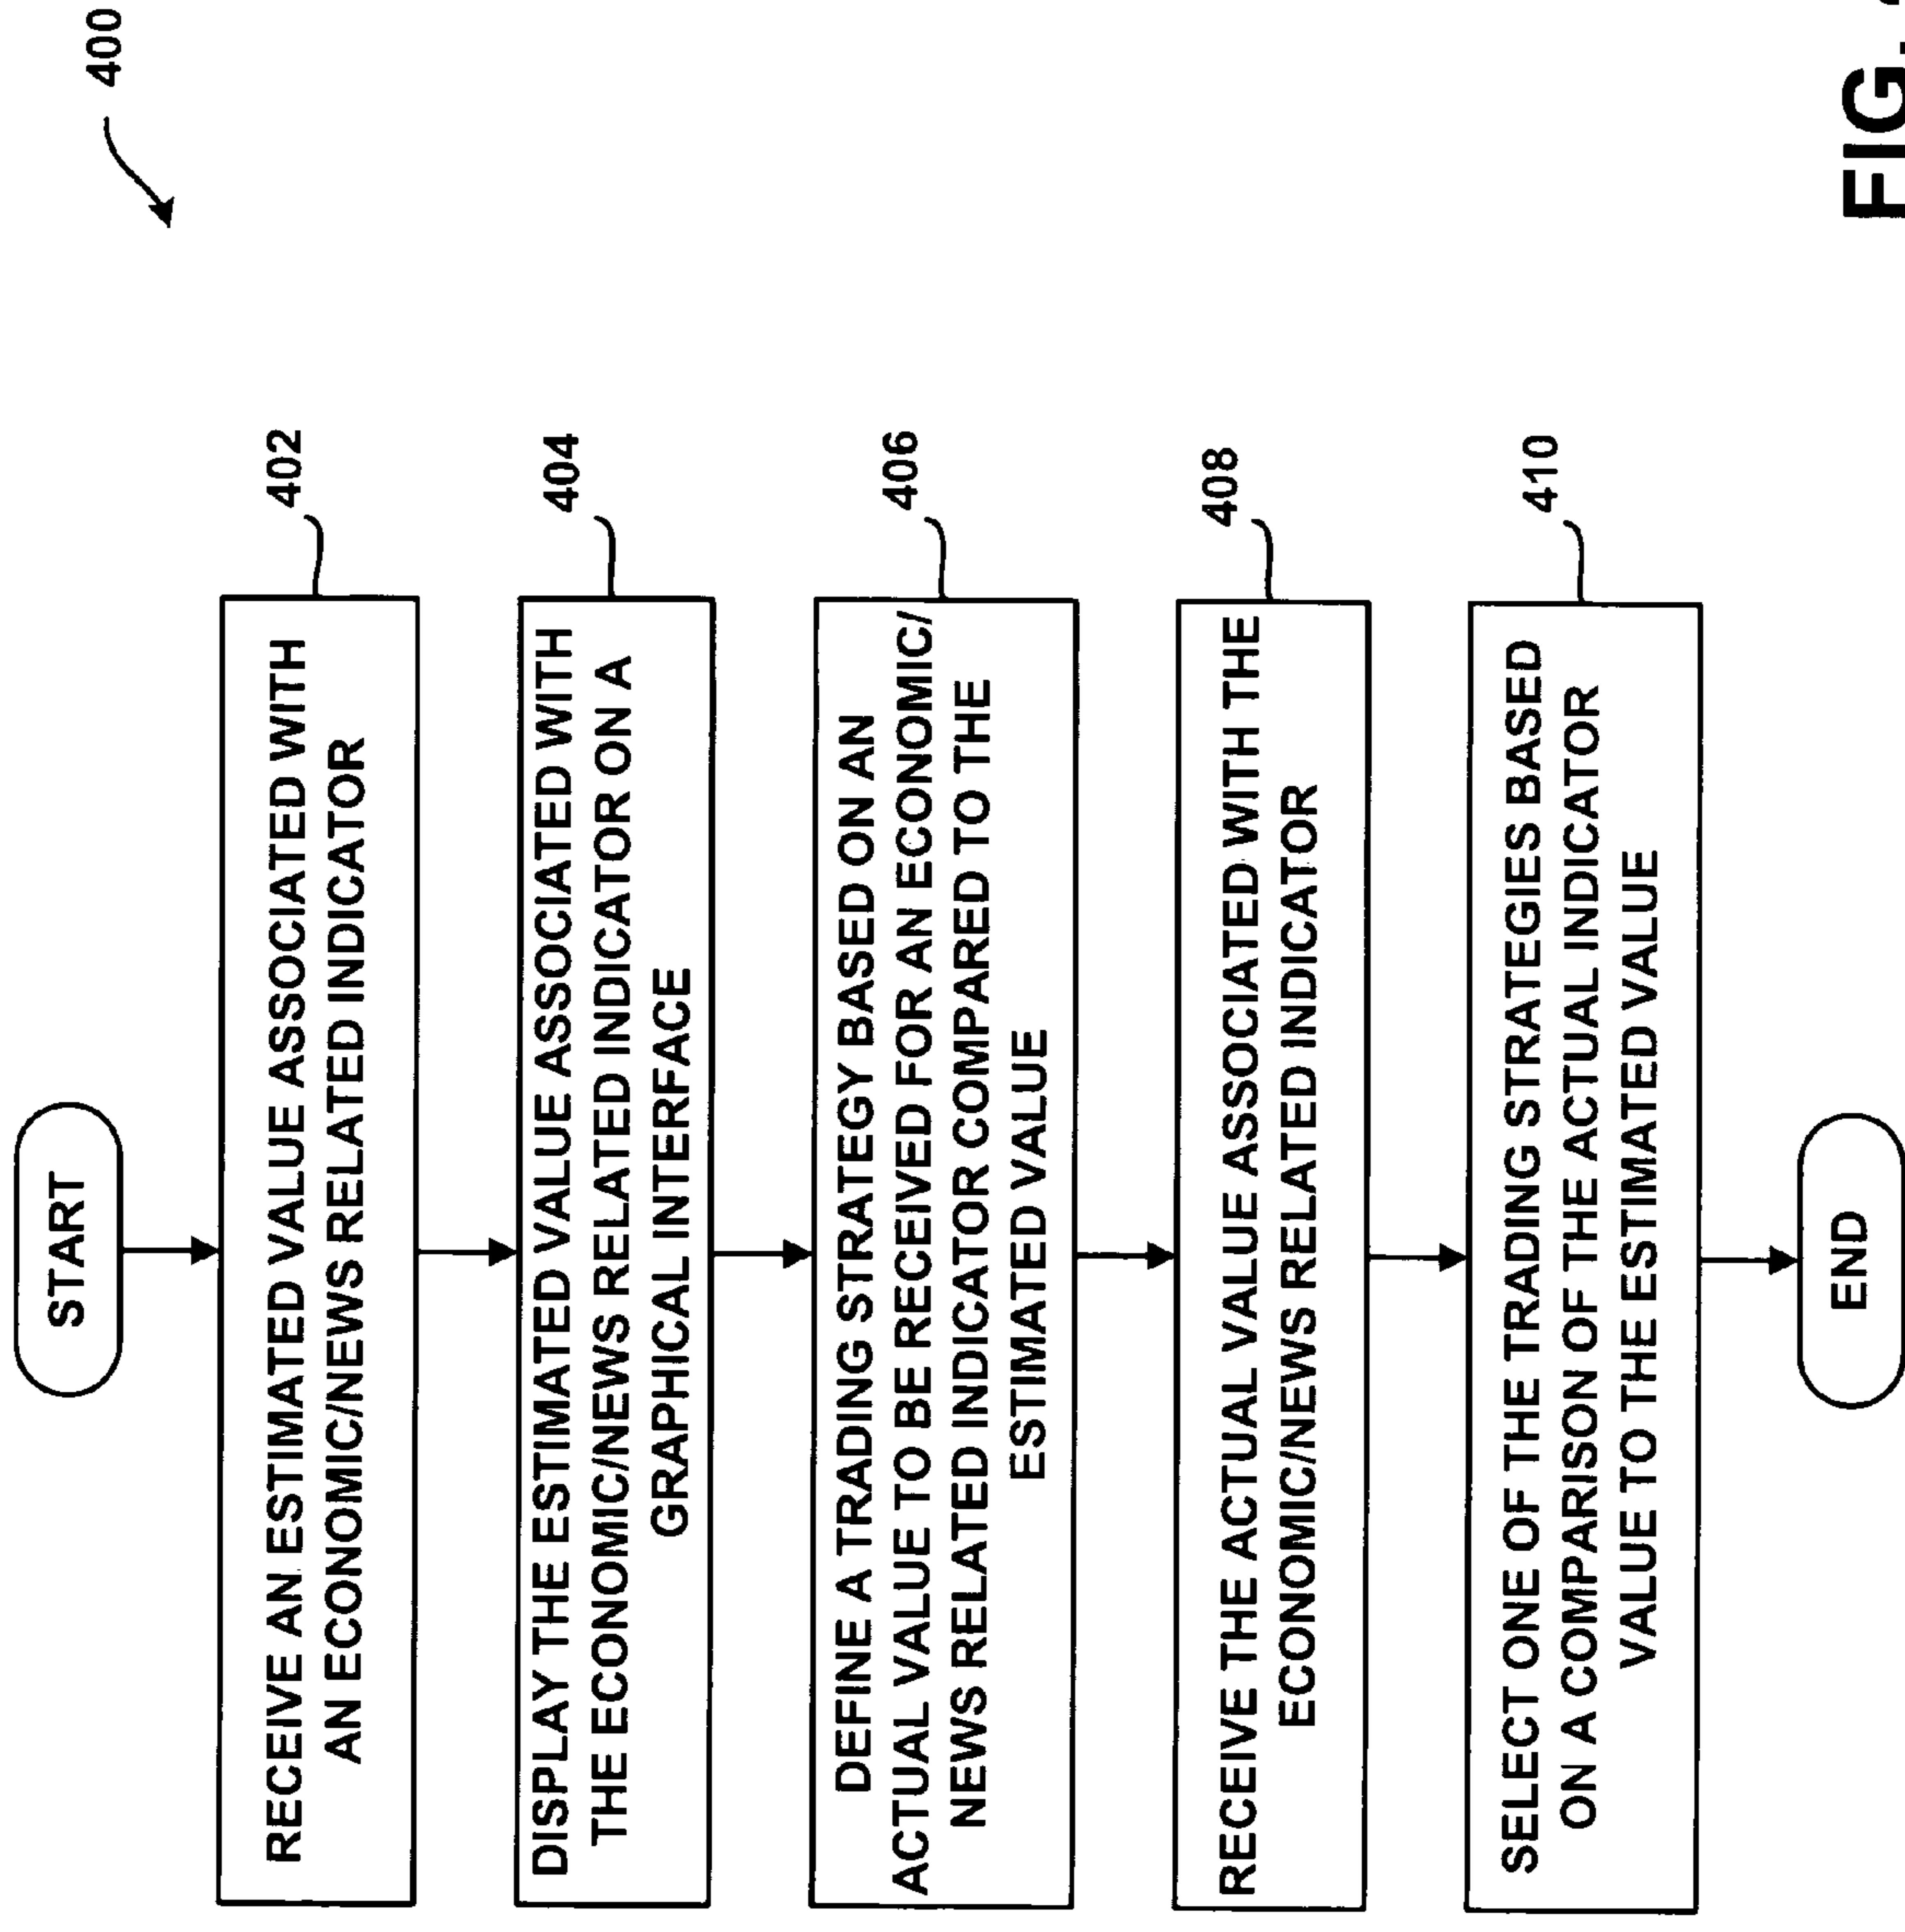 400
START
RECEIVE AN ESTIMATED VALUE ASSOCIATED WITH
AN ECONOMIC/NEWS RELATED INDICATOR
402
DISPLAY THE ESTIMATED VALUE ASSOCIATED WITH
THE ECONOMIC/NEWS RELATED INDICATOR ON A
GRAPHICAL INTERFACE
404
DEFINE A TRADING STRATEGY BASED ON AN
ACTUAL VALUE TO BE RECEIVED FOR AN ECONOMIC/
NEWS RELATED INDICATOR COMPARED TO THE
ESTIMATED VALUE
406
RECEIVE THE ACTUAL VALUE ASSOCIATED WITH THE
ECONOMIC/NEWS RELATED INDICATOR
408
SELECT ONE OF THE TRADING STRATEGIES BASED
ON A COMPARISON OF THE ACTUAL INDICATOR
VALUE TO THE ESTIMATED VALUE
410
END
FIG.